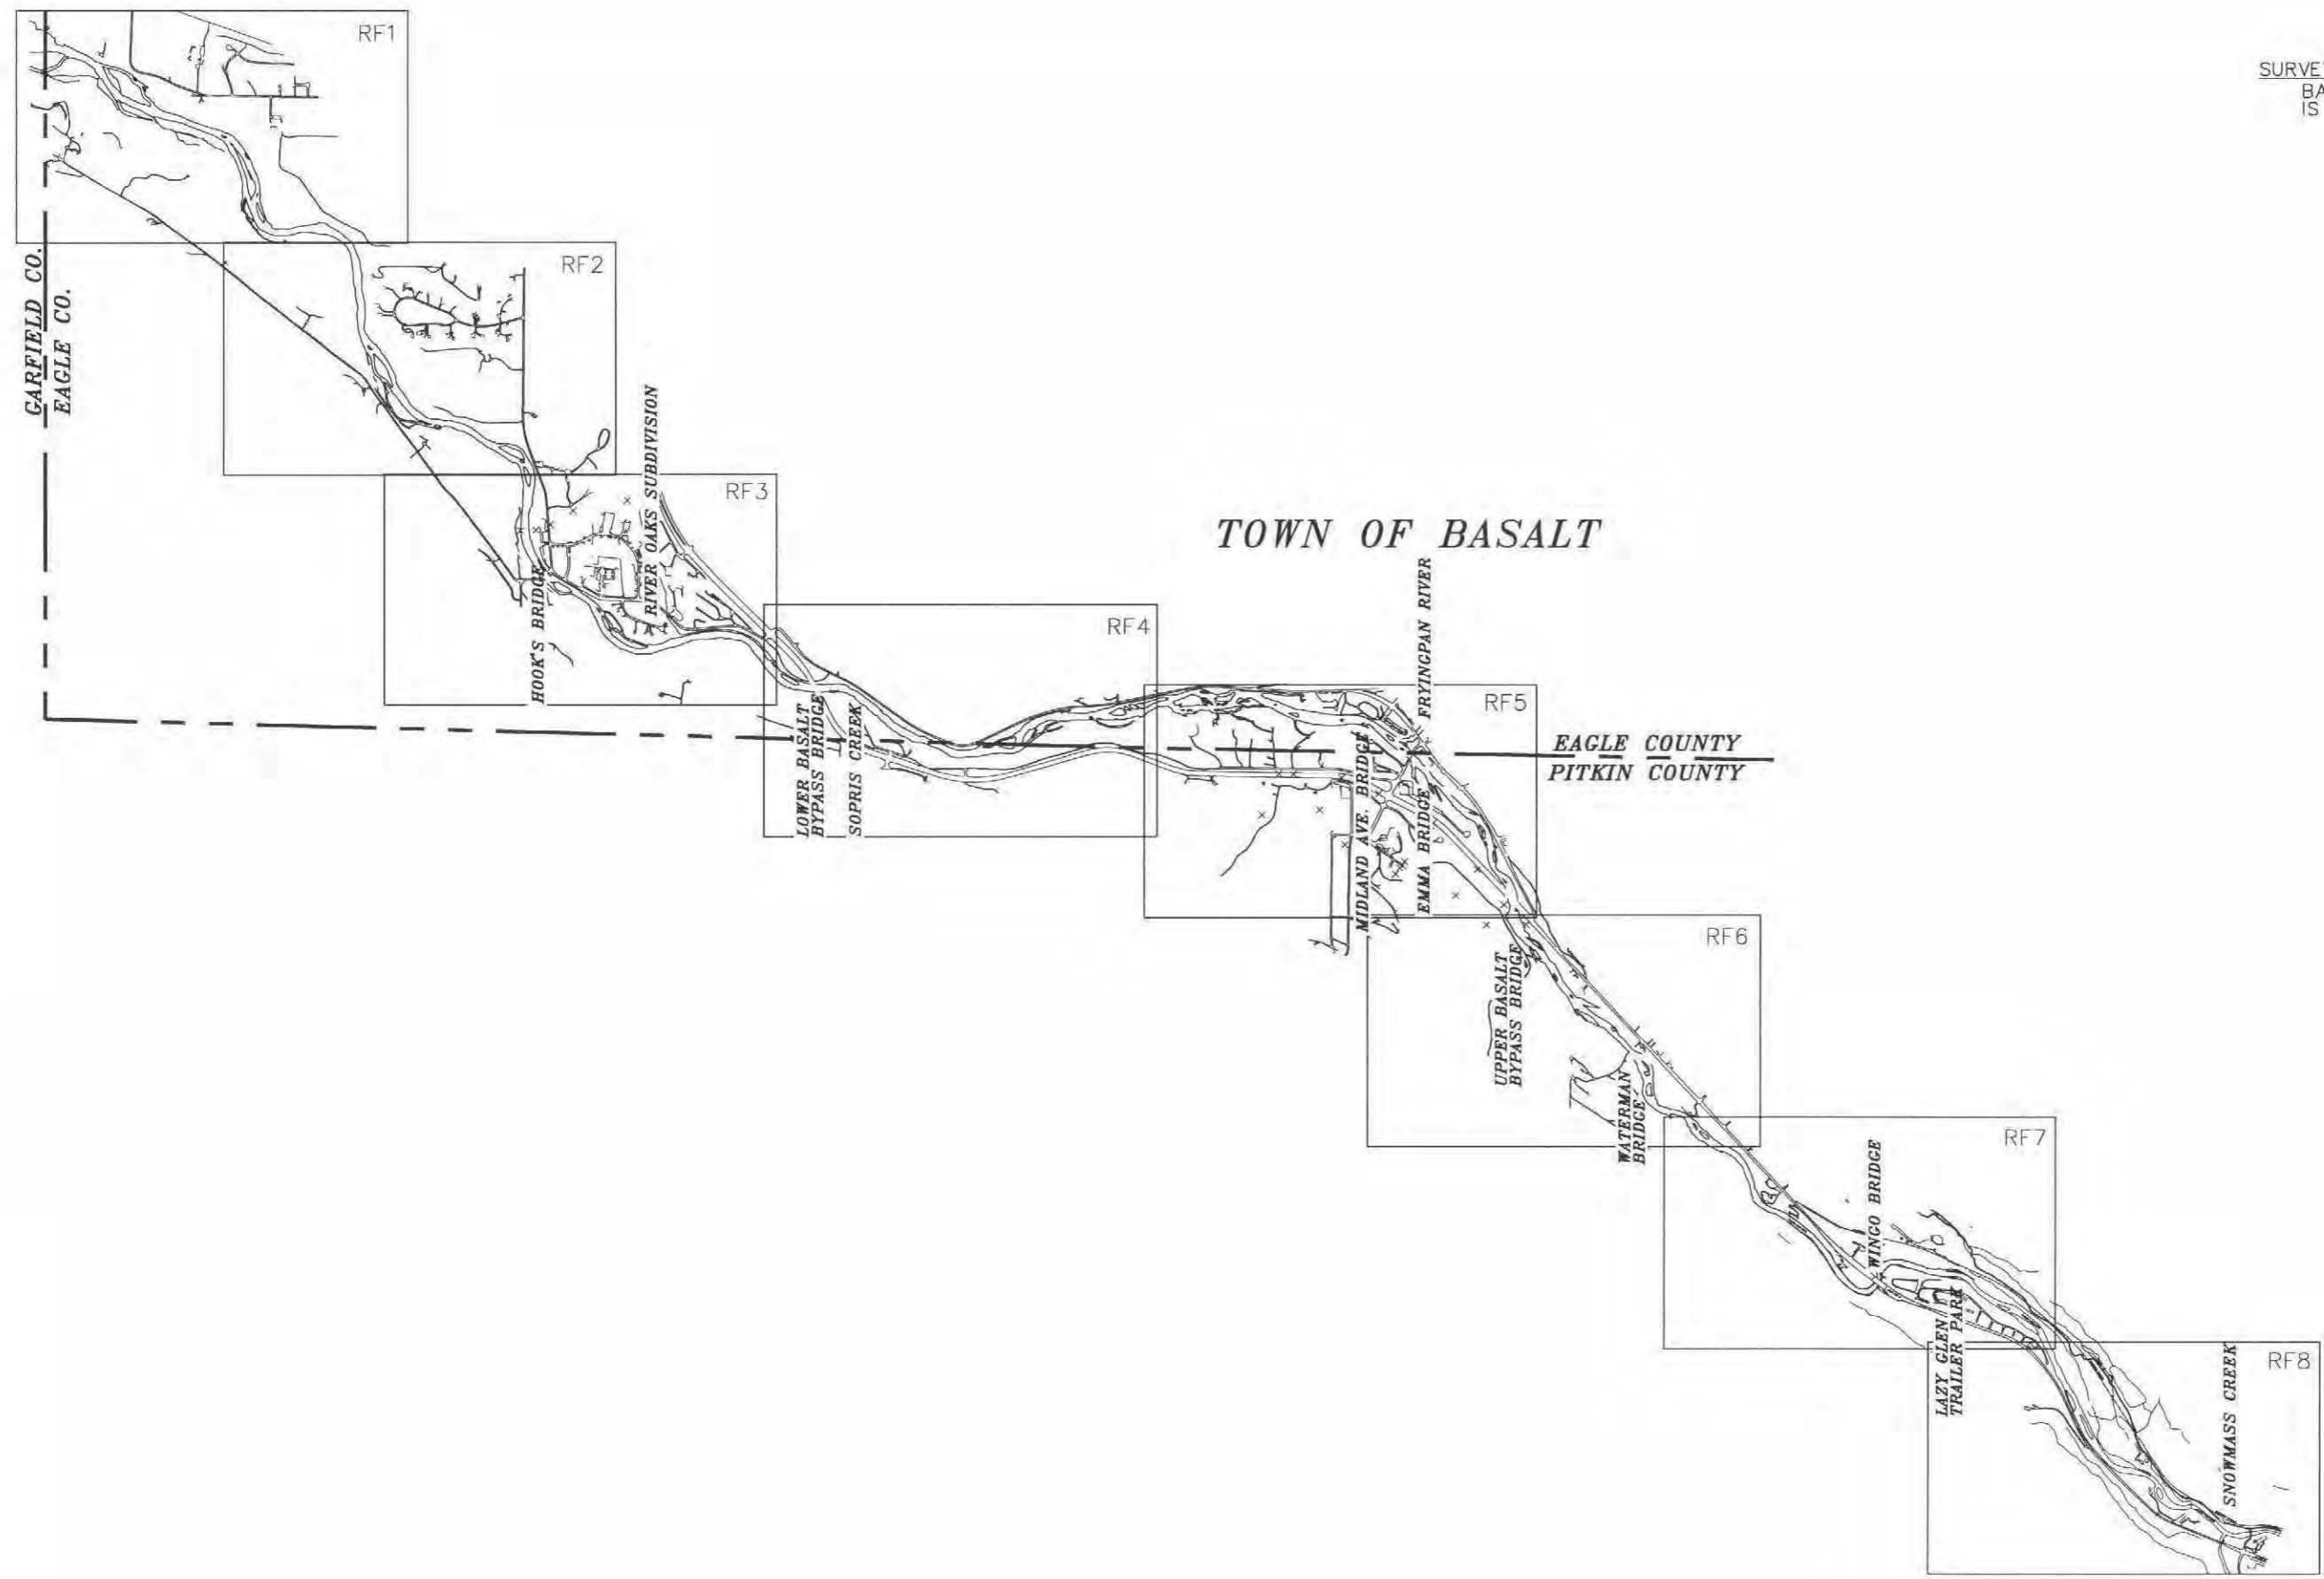 RF1
SURVE
BA
IS
GARFIELD CO.
EAGLE CO.
RF2
RIVER OAKS SUBDIVISION
RF3
HOOK'S BRIDGE
TOWN OF BASALT
RF4
LOWER BASALT
BYPASS BRIDGE
SOPRIS CREEK
FRYINGPAN RIVER
RF5
EAGLE COUNTY
PITKIN COUNTY
MIDLAND AVE. BRIDGE
EMMA BRIDGE
RF6
UPPER BASALT
BYPASS BRIDGE
WATERMAN
BRIDGE
RF7
WINGO BRIDGE
LAZY GLEN
TRAILER PARK
RF8
SNOWMASS CREEK